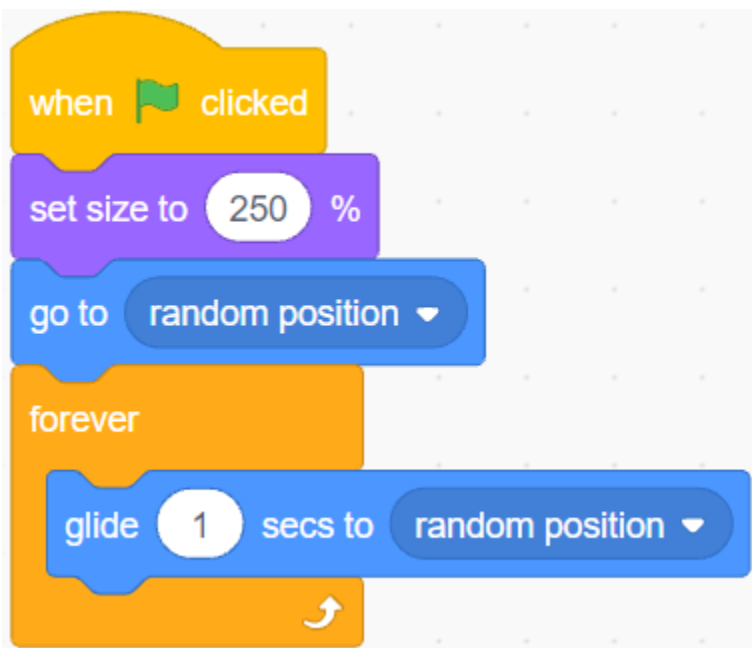 when clicked
set size to 250 %
go to random position
forever
glide 1 secs to random position